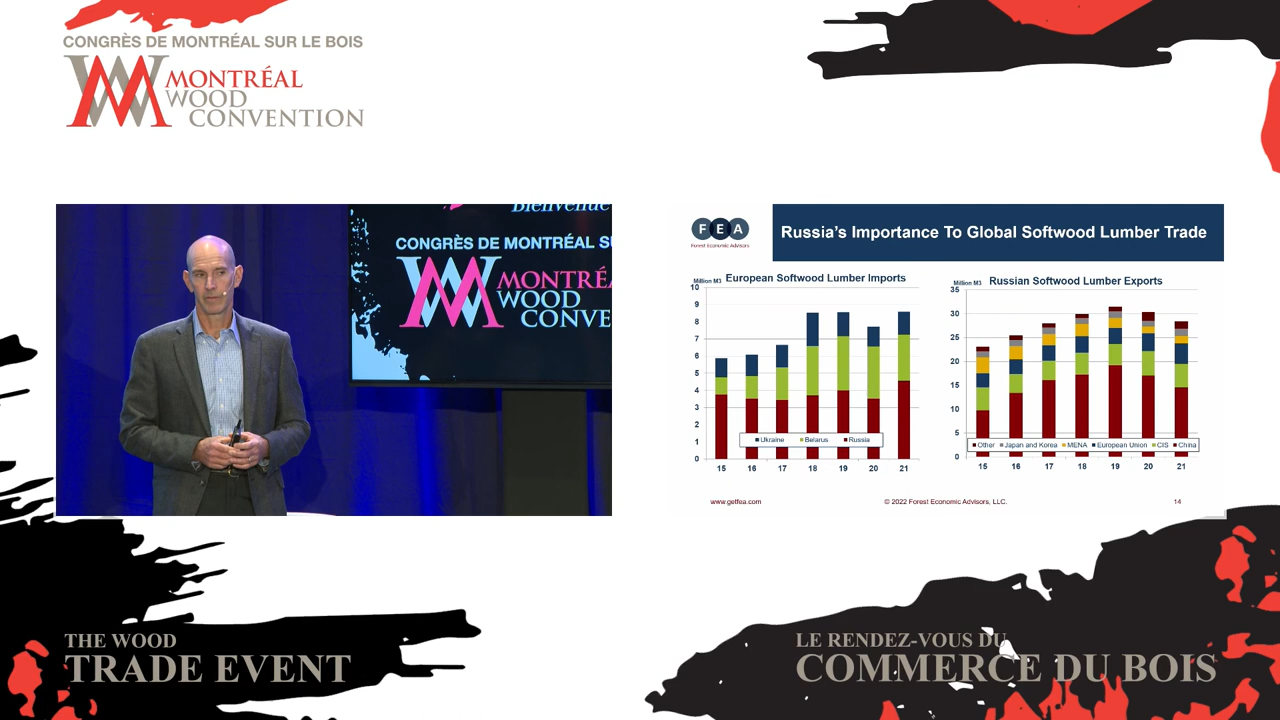 CONGRÈS DE MONTRÉAL SUR LE BOIS
MONTRÉAL
WOOD
CONVENTION
Bienvenue
CONGRÈS DE MONTRÉAL S
MONTRÉA
WOOD
CONVE
FEA
Forest Economic Advisors
Russia's Importance To Global Softwood Lumber Trade
Million M3 European Softwood Lumber Imports
10
9
8
7
6
5
4
3
2
1
0
Ukraine Belarus Russia
15 16 17 18 19 20 21
Million M3 Russian Softwood Lumber Exports
35
30
25
20
15
10
5
0
Other Japan and Korea MENA European Union CIS China
15 16 17 18 19 20 21
www.getfea.com © 2022 Forest Economic Advisors, LLC. 14
THE WOOD
TRADE EVENT
LE RENDEZ-VOUS DU
COMMERCE DU BOIS